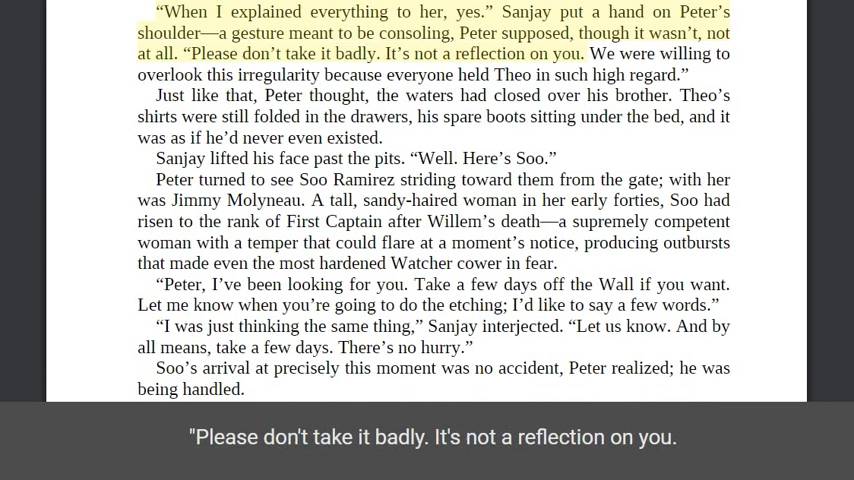 “When I explained everything to her, yes.” Sanjay put a hand on Peter’s
shoulder—a gesture meant to be consoling, Peter supposed, though it wasn’t, not
at all. “Please don’t take it badly. It’s not a reflection on you. We were willing to
overlook this irregularity because everyone held Theo in such high regard.”
Just like that, Peter thought, the waters had closed over his brother. Theo’s
shirts were still folded in the drawers, his spare boots sitting under the bed, and it
was as if he’d never even existed.
Sanjay lifted his face past the pits. “Well. Here’s Soo.”
Peter turned to see Soo Ramirez striding toward them from the gate; with her
was Jimmy Molyneau. A tall, sandy-haired woman in her early forties, Soo had
risen to the rank of First Captain after Willem’s death—a supremely competent
woman with a temper that could flare at a moment’s notice, producing outbursts
that made even the most hardened Watcher cower in fear.
“Peter, I’ve been looking for you. Take a few days off the Wall if you want.
Let me know when you’re going to do the etching; I’d like to say a few words.”
“I was just thinking the same thing,” Sanjay interjected. “Let us know. And by
all means, take a few days. There’s no hurry.”
Soo’s arrival at precisely this moment was no accident, Peter realized; he was
being handled.
"Please don't take it badly. It's not a reflection on you.